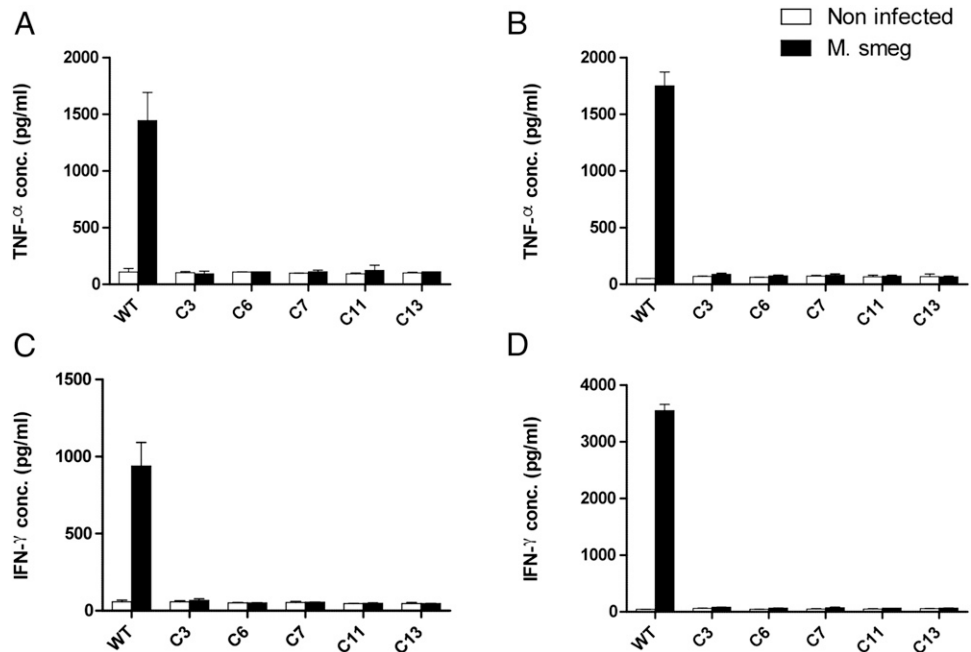 A
B
Non infected
M. smeg
TNF-α conc. (pg/ml)
2000
1500
1000
500
0
WT C3 C6 C7 C11 C13
TNF-α conc. (pg/ml)
2000
1500
1000
500
0
WT C3 C6 C7 C11 C13
C
D
IFN-γ conc. (pg/ml)
1500
1000
500
0
WT C3 C6 C7 C11 C13
IFN-γ conc. (pg/ml)
4000
3000
2000
1000
0
WT C3 C6 C7 C11 C13